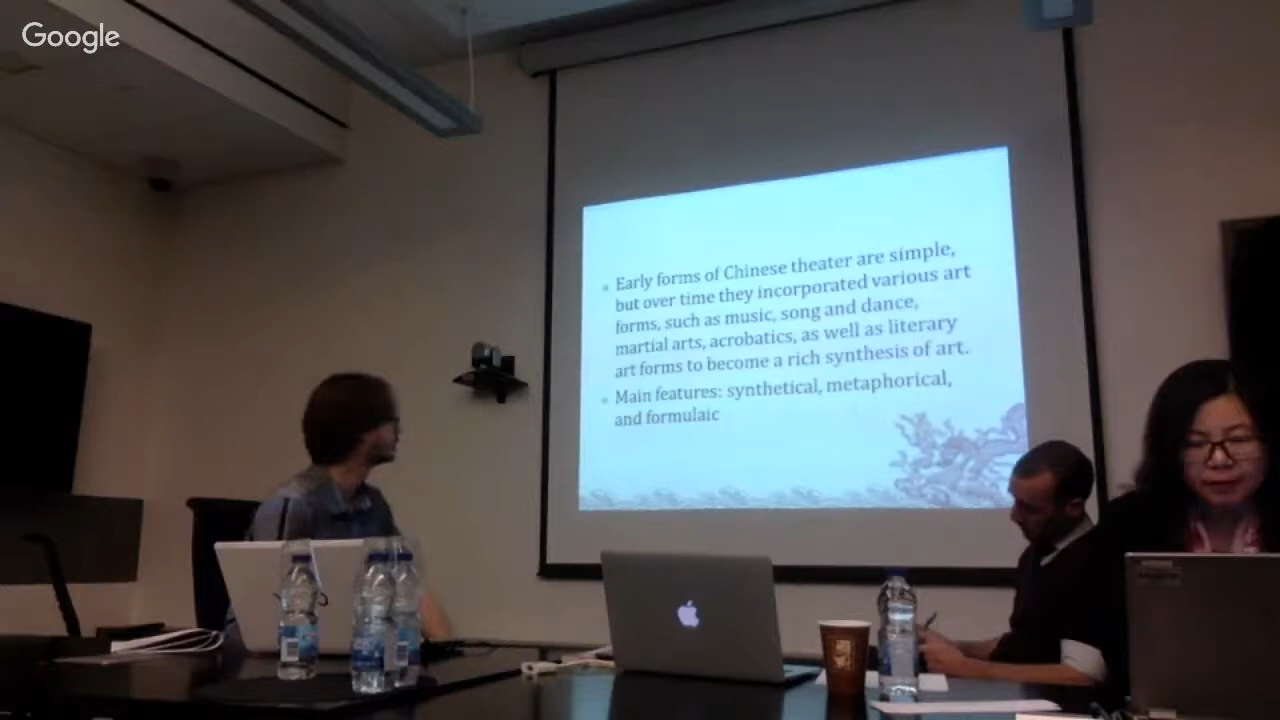 Google
Early forms of Chinese theater are simple,
but over time they incorporated various art
forms, such as music, song and dance,
martial arts, acrobatics, as well as literary
art forms to become a rich synthesis of art.
Main features: synthetical, metaphorical,
and formulaic